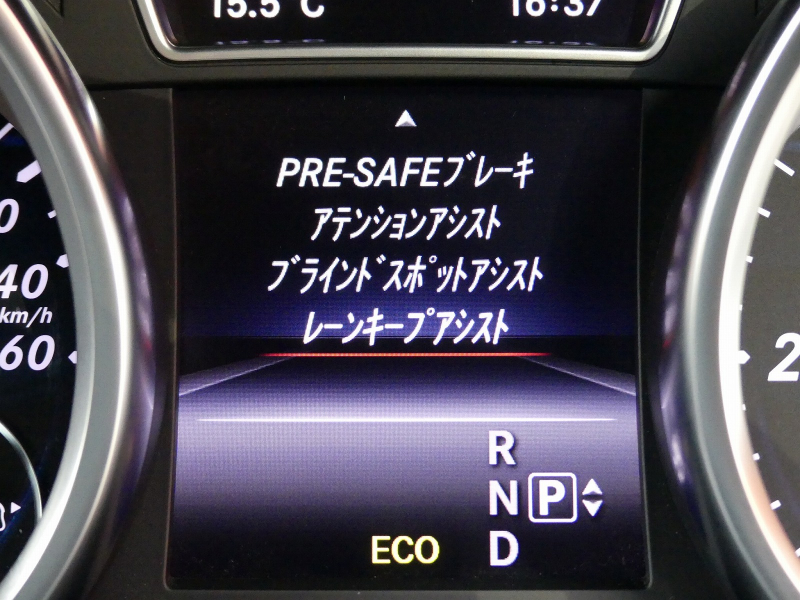 15.5°C 16:37
PRE-SAFEブレーキ
アテンションアシスト
ブラインドスポットアシスト
レーンキープアシスト
40
km/h
60
2
R
N P
ECO D